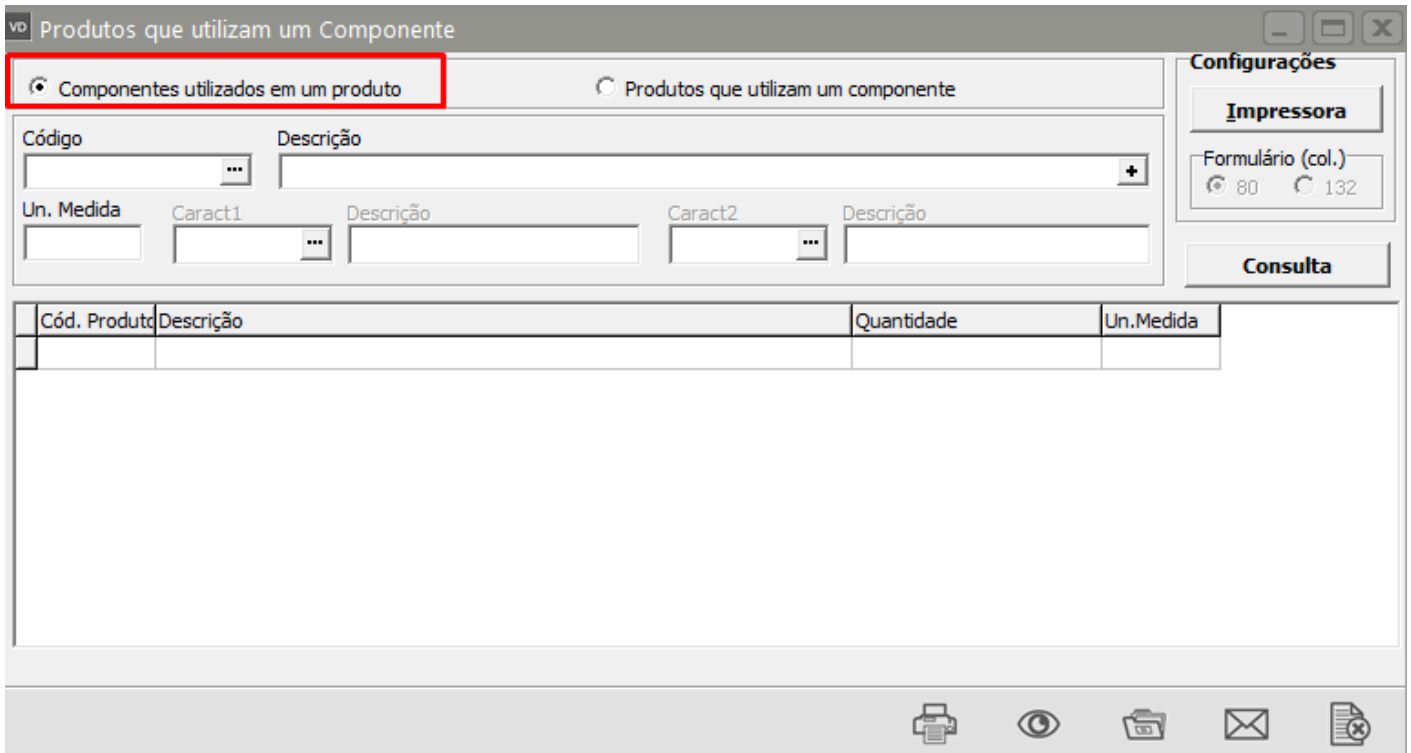 VD Produtos que utilizam um Componente
Componentes utilizados em um produto
Produtos que utilizam um componente
Configurações
Impressora
Formulário (col.)
80 132
Código
Descrição
Un. Medida
Caract1
Descrição
Caract2
Descrição
Consulta
Cód. Produto Descrição Quantidade Un.Medida